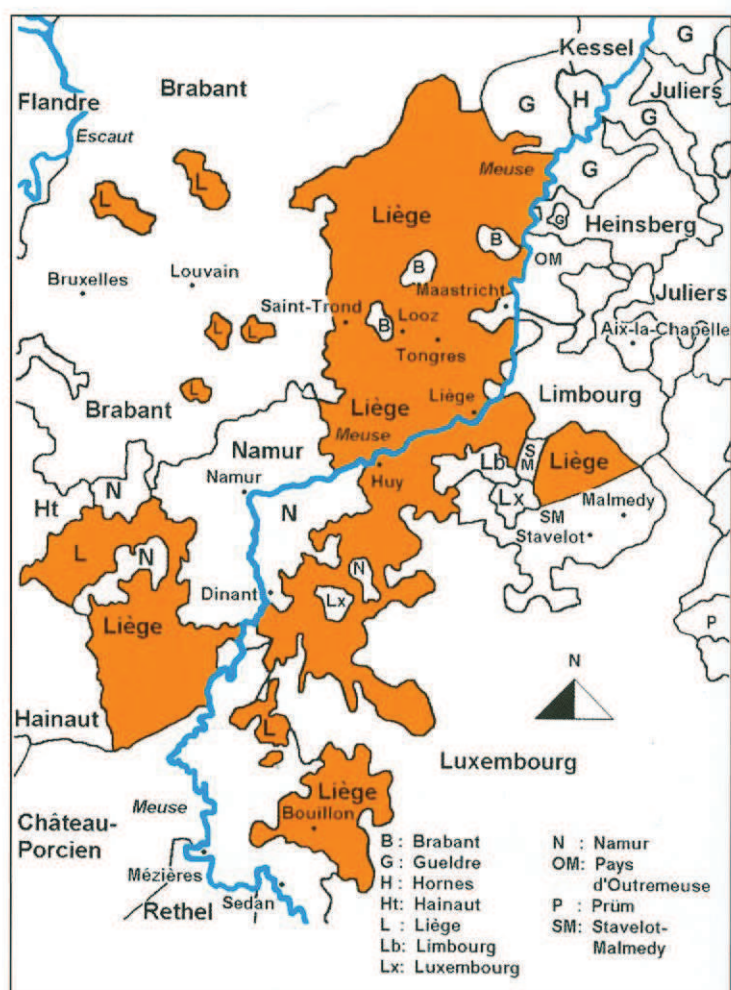 Kessel
G
Brabant
Juliers
Flandre
G
H
G
Escaut
Meuse
G
L
L
Liège
G
Heinsberg
B
OM
B
Bruxelles
Louvain
Maastricht
Juliers
Saint-Trond
Looz
B
Aix-la-Chapelle
L
L
Tongres
L
Liège
Liège
Limbourg
Brabant
Meuse
Namur
S
M
Lb
Liège
Huy
Namur
N
Lx
Malmedy
Ht
N
SM
Stavelot
L
N
N
Dinant
Lx
P
Liège
N
Hainaut
L
Luxembourg
Liège
Meuse
Bouillon
Château-
Porcien
Mézières
Sedan
Rethel
B : Brabant
G : Gueldre
H : Hornes
Ht: Hainaut
L : Liège
Lb: Limbourg
Lx: Luxembourg
N : Namur
OM: Pays
d'Outremeuse
P : Prüm
SM: Stavelot-
Malmedy